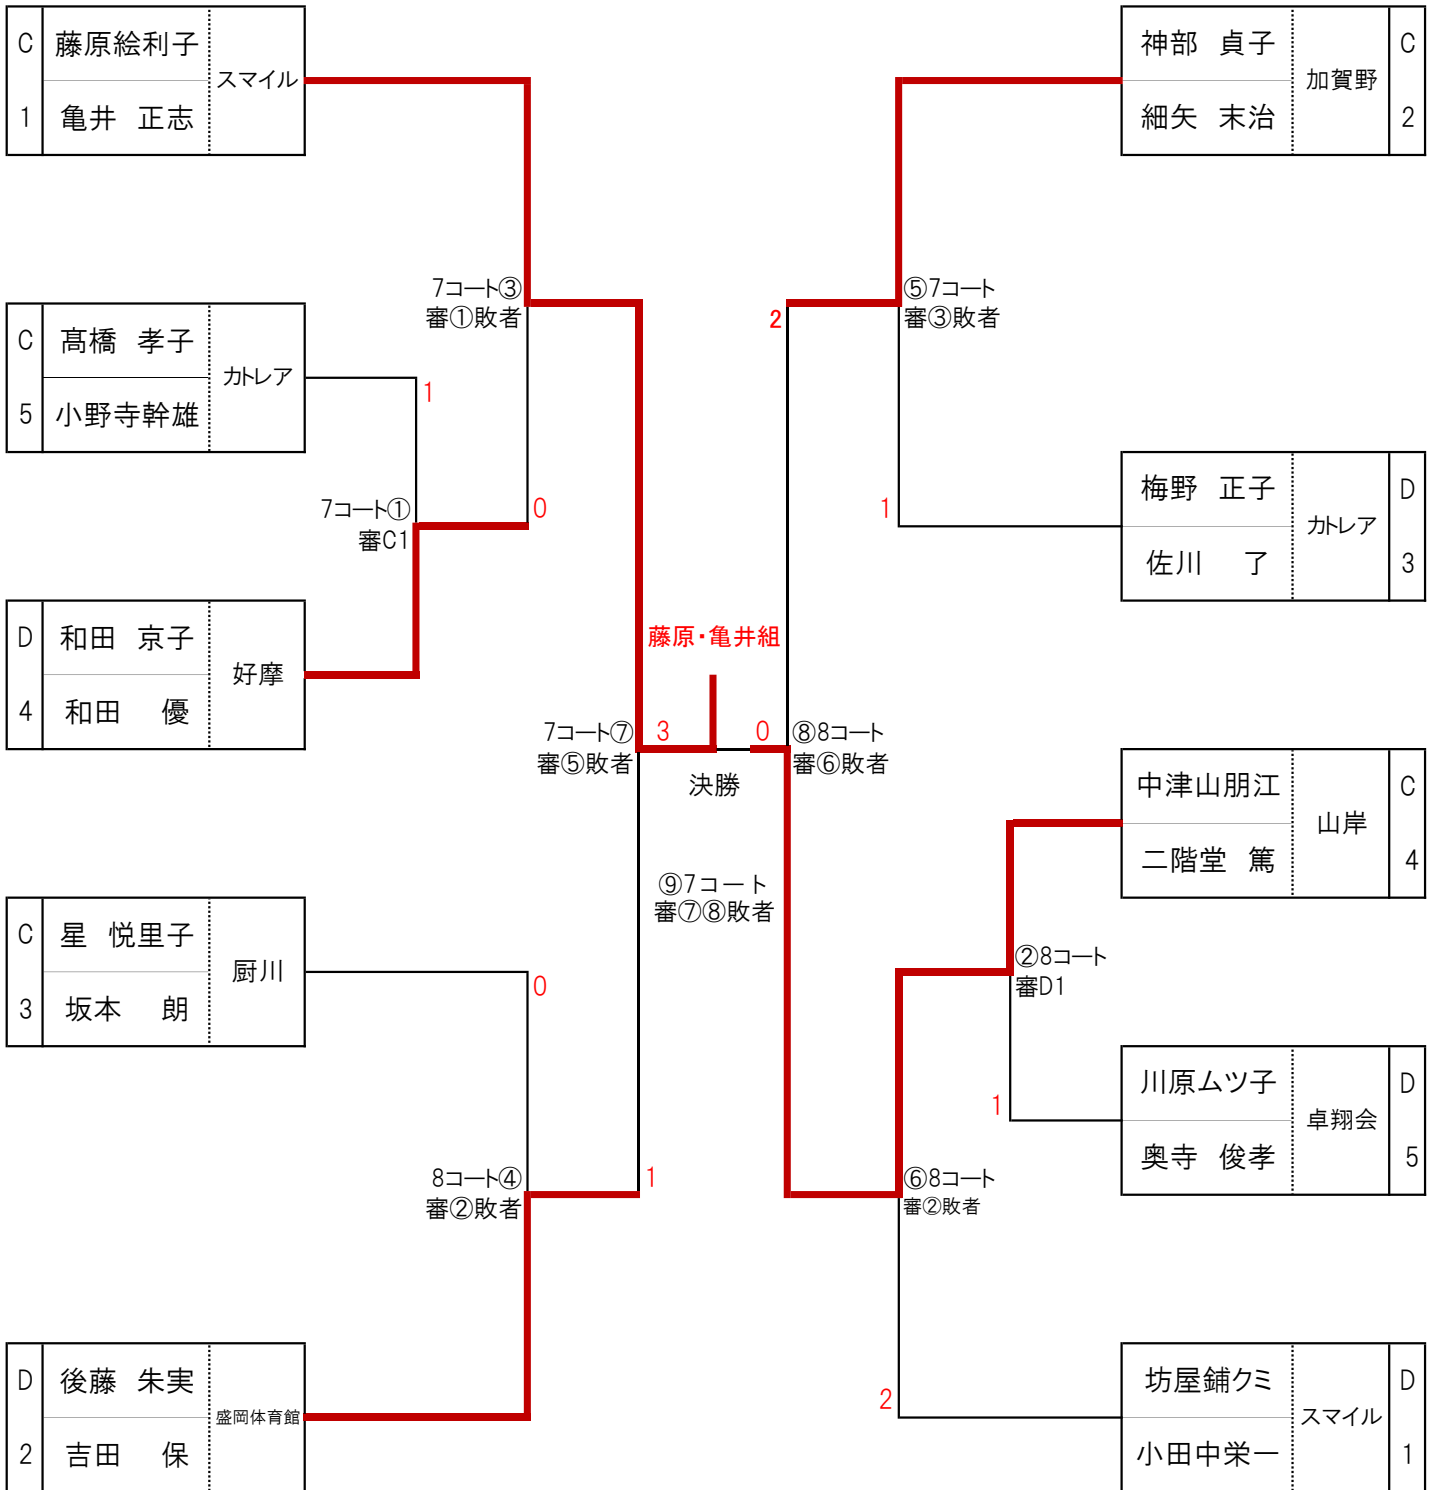 C
藤原絵利子
スマイル
1
亀井 正志
神部 貞子
加賀野
C
細矢 末治
2
7コート③
審①敗者
⑤7コート
審③敗者
2
C
髙橋 孝子
カトレア
5
小野寺幹雄
1
7コート①
審C1
0
1
梅野 正子
カトレア
D
佐川 了
3
D
和田 京子
好摩
4
和田 優
藤原・亀井組
7コート⑦
審⑤敗者
3
0
⑧8コート
審⑥敗者
決勝
中津山朋江
山岸
C
二階堂 篤
4
⑨7コート
審⑦⑧敗者
C
星 悦里子
厨川
3
坂本 朗
0
②8コート
審D1
川原ムツ子
卓翔会
D
奥寺 俊孝
5
1
8コート④
審②敗者
1
⑥8コート
審②敗者
D
後藤 朱実
盛岡体育館
2
吉田 保
2
坊屋鋪クミ
スマイル
D
小田中栄一
1